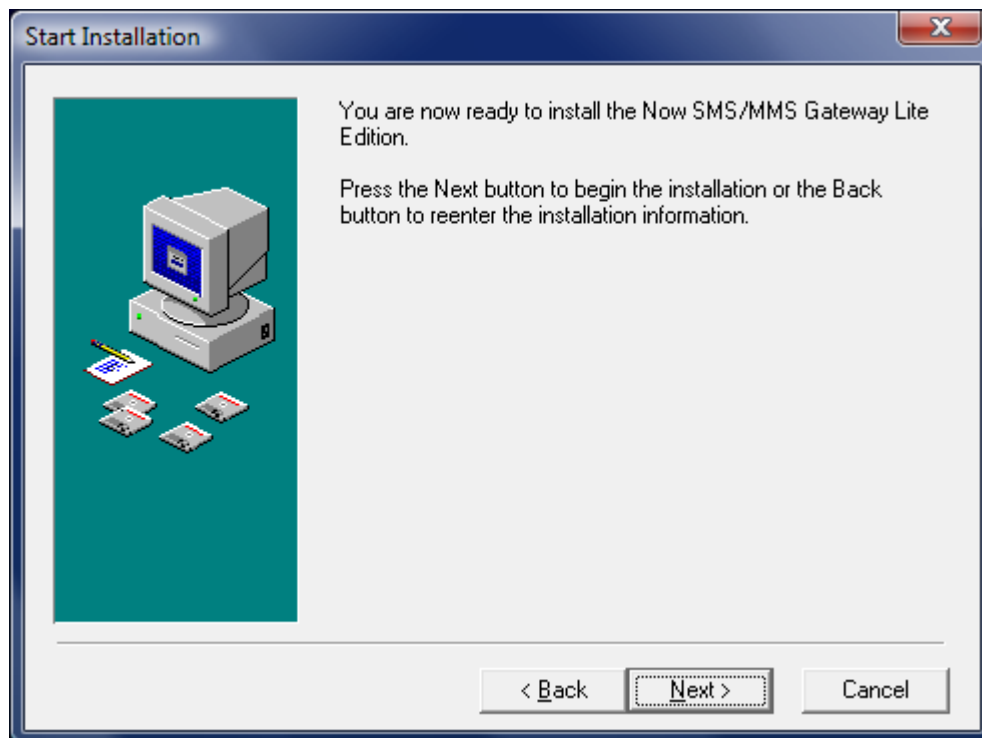 Start Installation
You are now ready to install the Now SMS/MMS Gateway Lite
Edition.
Press the Next button to begin the installation or the Back
button to reenter the installation information.
< Back
Next >
Cancel